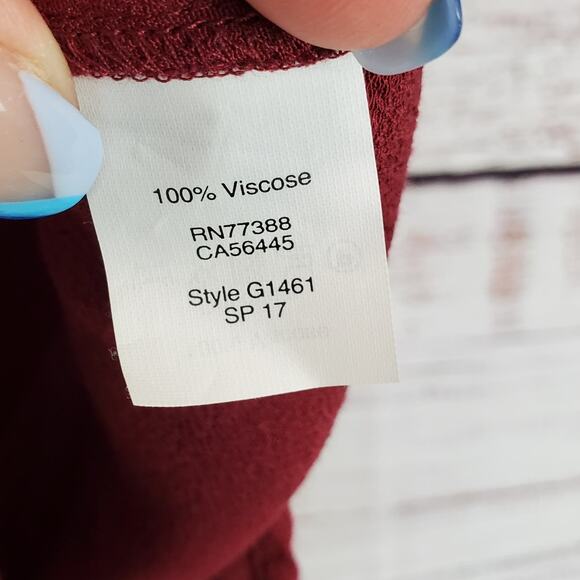 100% Viscose
RN77388
CA56445
Style G1461
SP 17